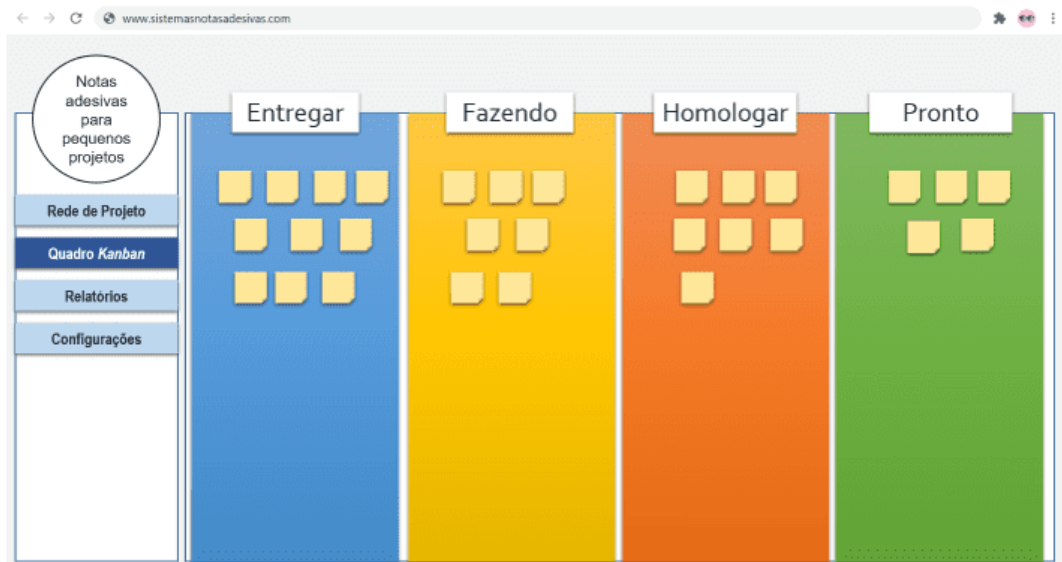 www.sistemasnotasadesivas.com
Notas
adesivas
para
pequenos
projetos
Rede de Projeto
Quadro Kanban
Relatórios
Configurações
Entregar
Fazendo
Homologar
Pronto